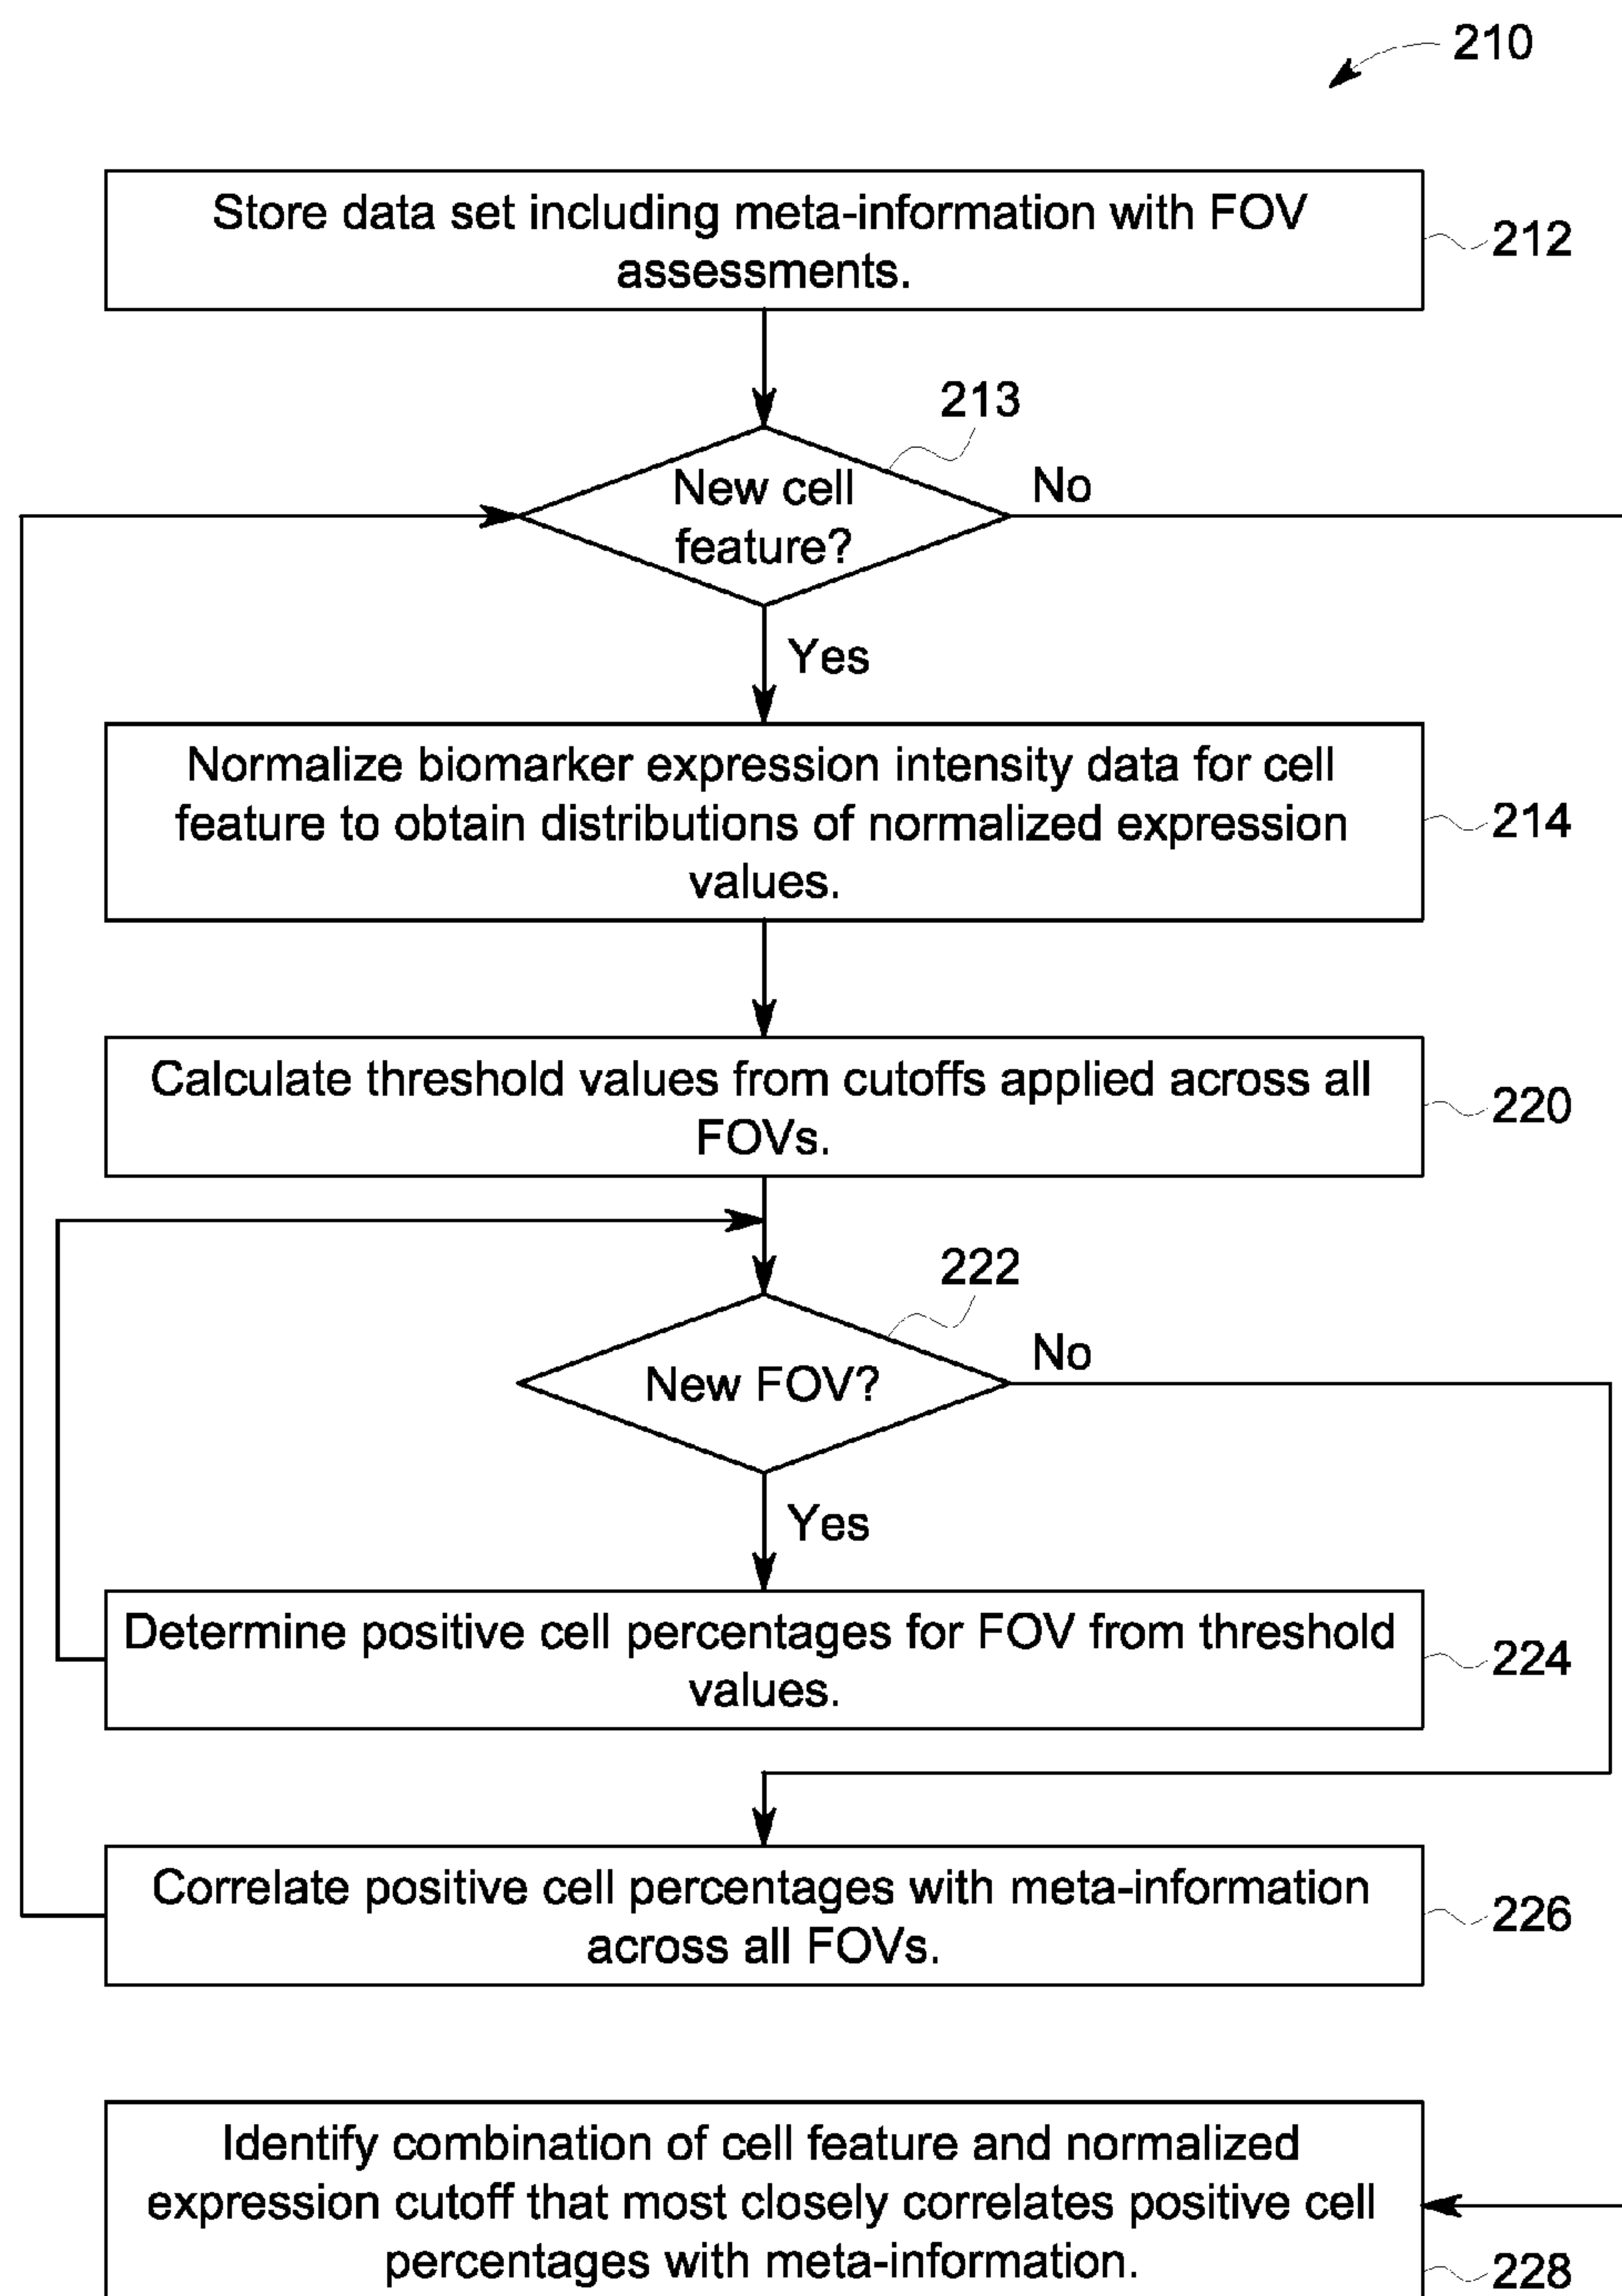 210
Store data set including meta-information with FOV
assessments.
212
213
New cell
feature?
No
Yes
Normalize biomarker expression intensity data for cell
feature to obtain distributions of normalized expression
values.
214
Calculate threshold values from cutoffs applied across all
FOVs.
220
222
New FOV?
No
Yes
Determine positive cell percentages for FOV from threshold
values.
224
Correlate positive cell percentages with meta-information
across all FOVs.
226
Identify combination of cell feature and normalized
expression cutoff that most closely correlates positive cell
percentages with meta-information.
228